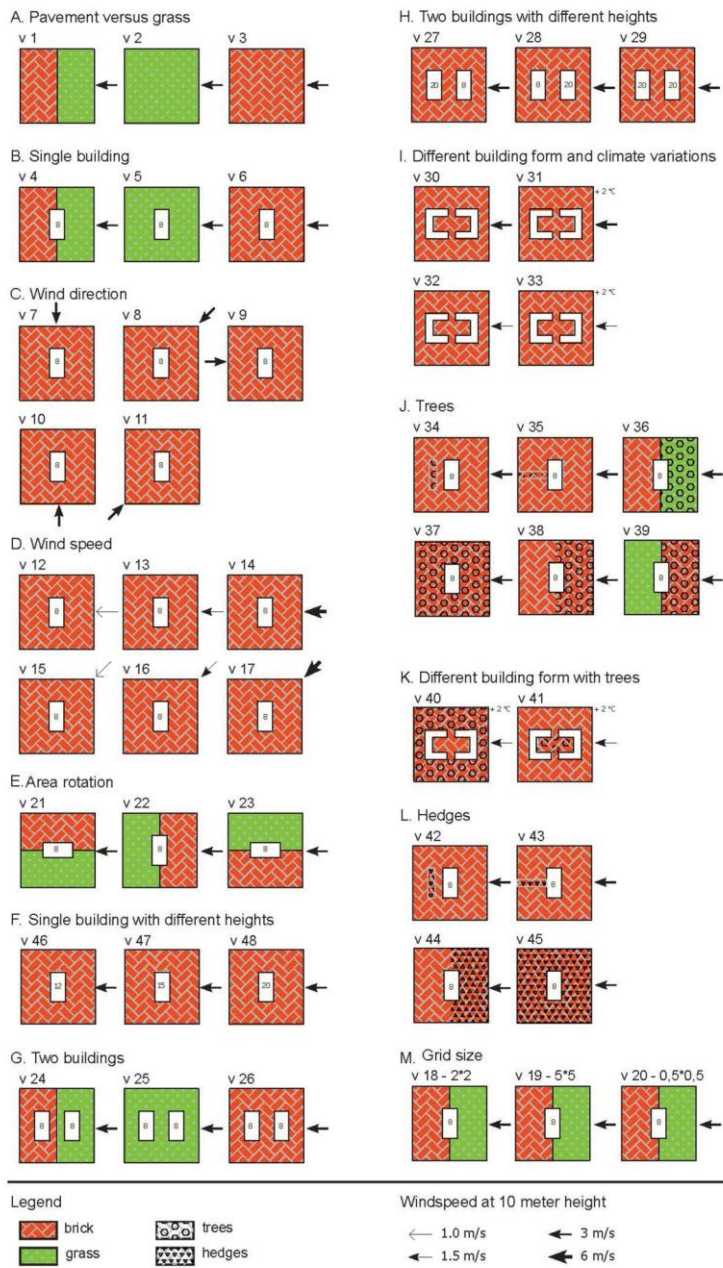 A. Pavement versus grass
v 1 v 2 v 3
B. Single building
v 4 v 5 v 6
8 8 8
C. Wind direction
v 7 v 8 v 9
8 8 8
v 10 v 11
8 8
D. Wind speed
v 12 v 13 v 14
8 8 8
v 15 v 16 v 17
8 8 8
E. Area rotation
v 21 v 22 v 23
8 8 8
F. Single building with different heights
v 46 v 47 v 48
12 15 20
G. Two buildings
v 24 v 25 v 26
8 8 8 8 8 8
H. Two buildings with different heights
v 27 v 28 v 29
20 8 8 20 20 20
I. Different building form and climate variations
v 30 v 31
+ 2 °C
v 32 v 33
+ 2 °C
J. Trees
v 34 v 35 v 36
8 8 8
v 37 v 38 v 39
8 8 8
K. Different building form with trees
v 40 v 41
+ 2 °C + 2 °C
L. Hedges
v 42 v 43
8 8
v 44 v 45
8 8
M. Grid size
v 18 - 2*2 v 19 - 5*5 v 20 - 0,5*0,5
8 8 8
Legend
brick trees
grass hedges
Windspeed at 10 meter height
1.0 m/s 3 m/s
1.5 m/s 6 m/s